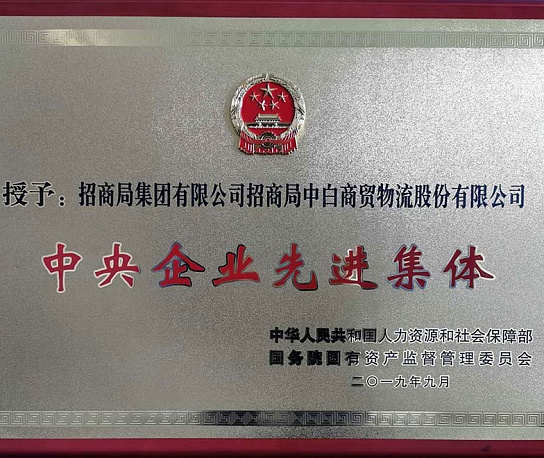 授予：招商局集团有限公司招商局中白商贸物流股份有限公司
中央企业先进集体
中华人民共和国人力资源和社会保障部
国务院国有资产监督管理委员会
二〇一九年九月